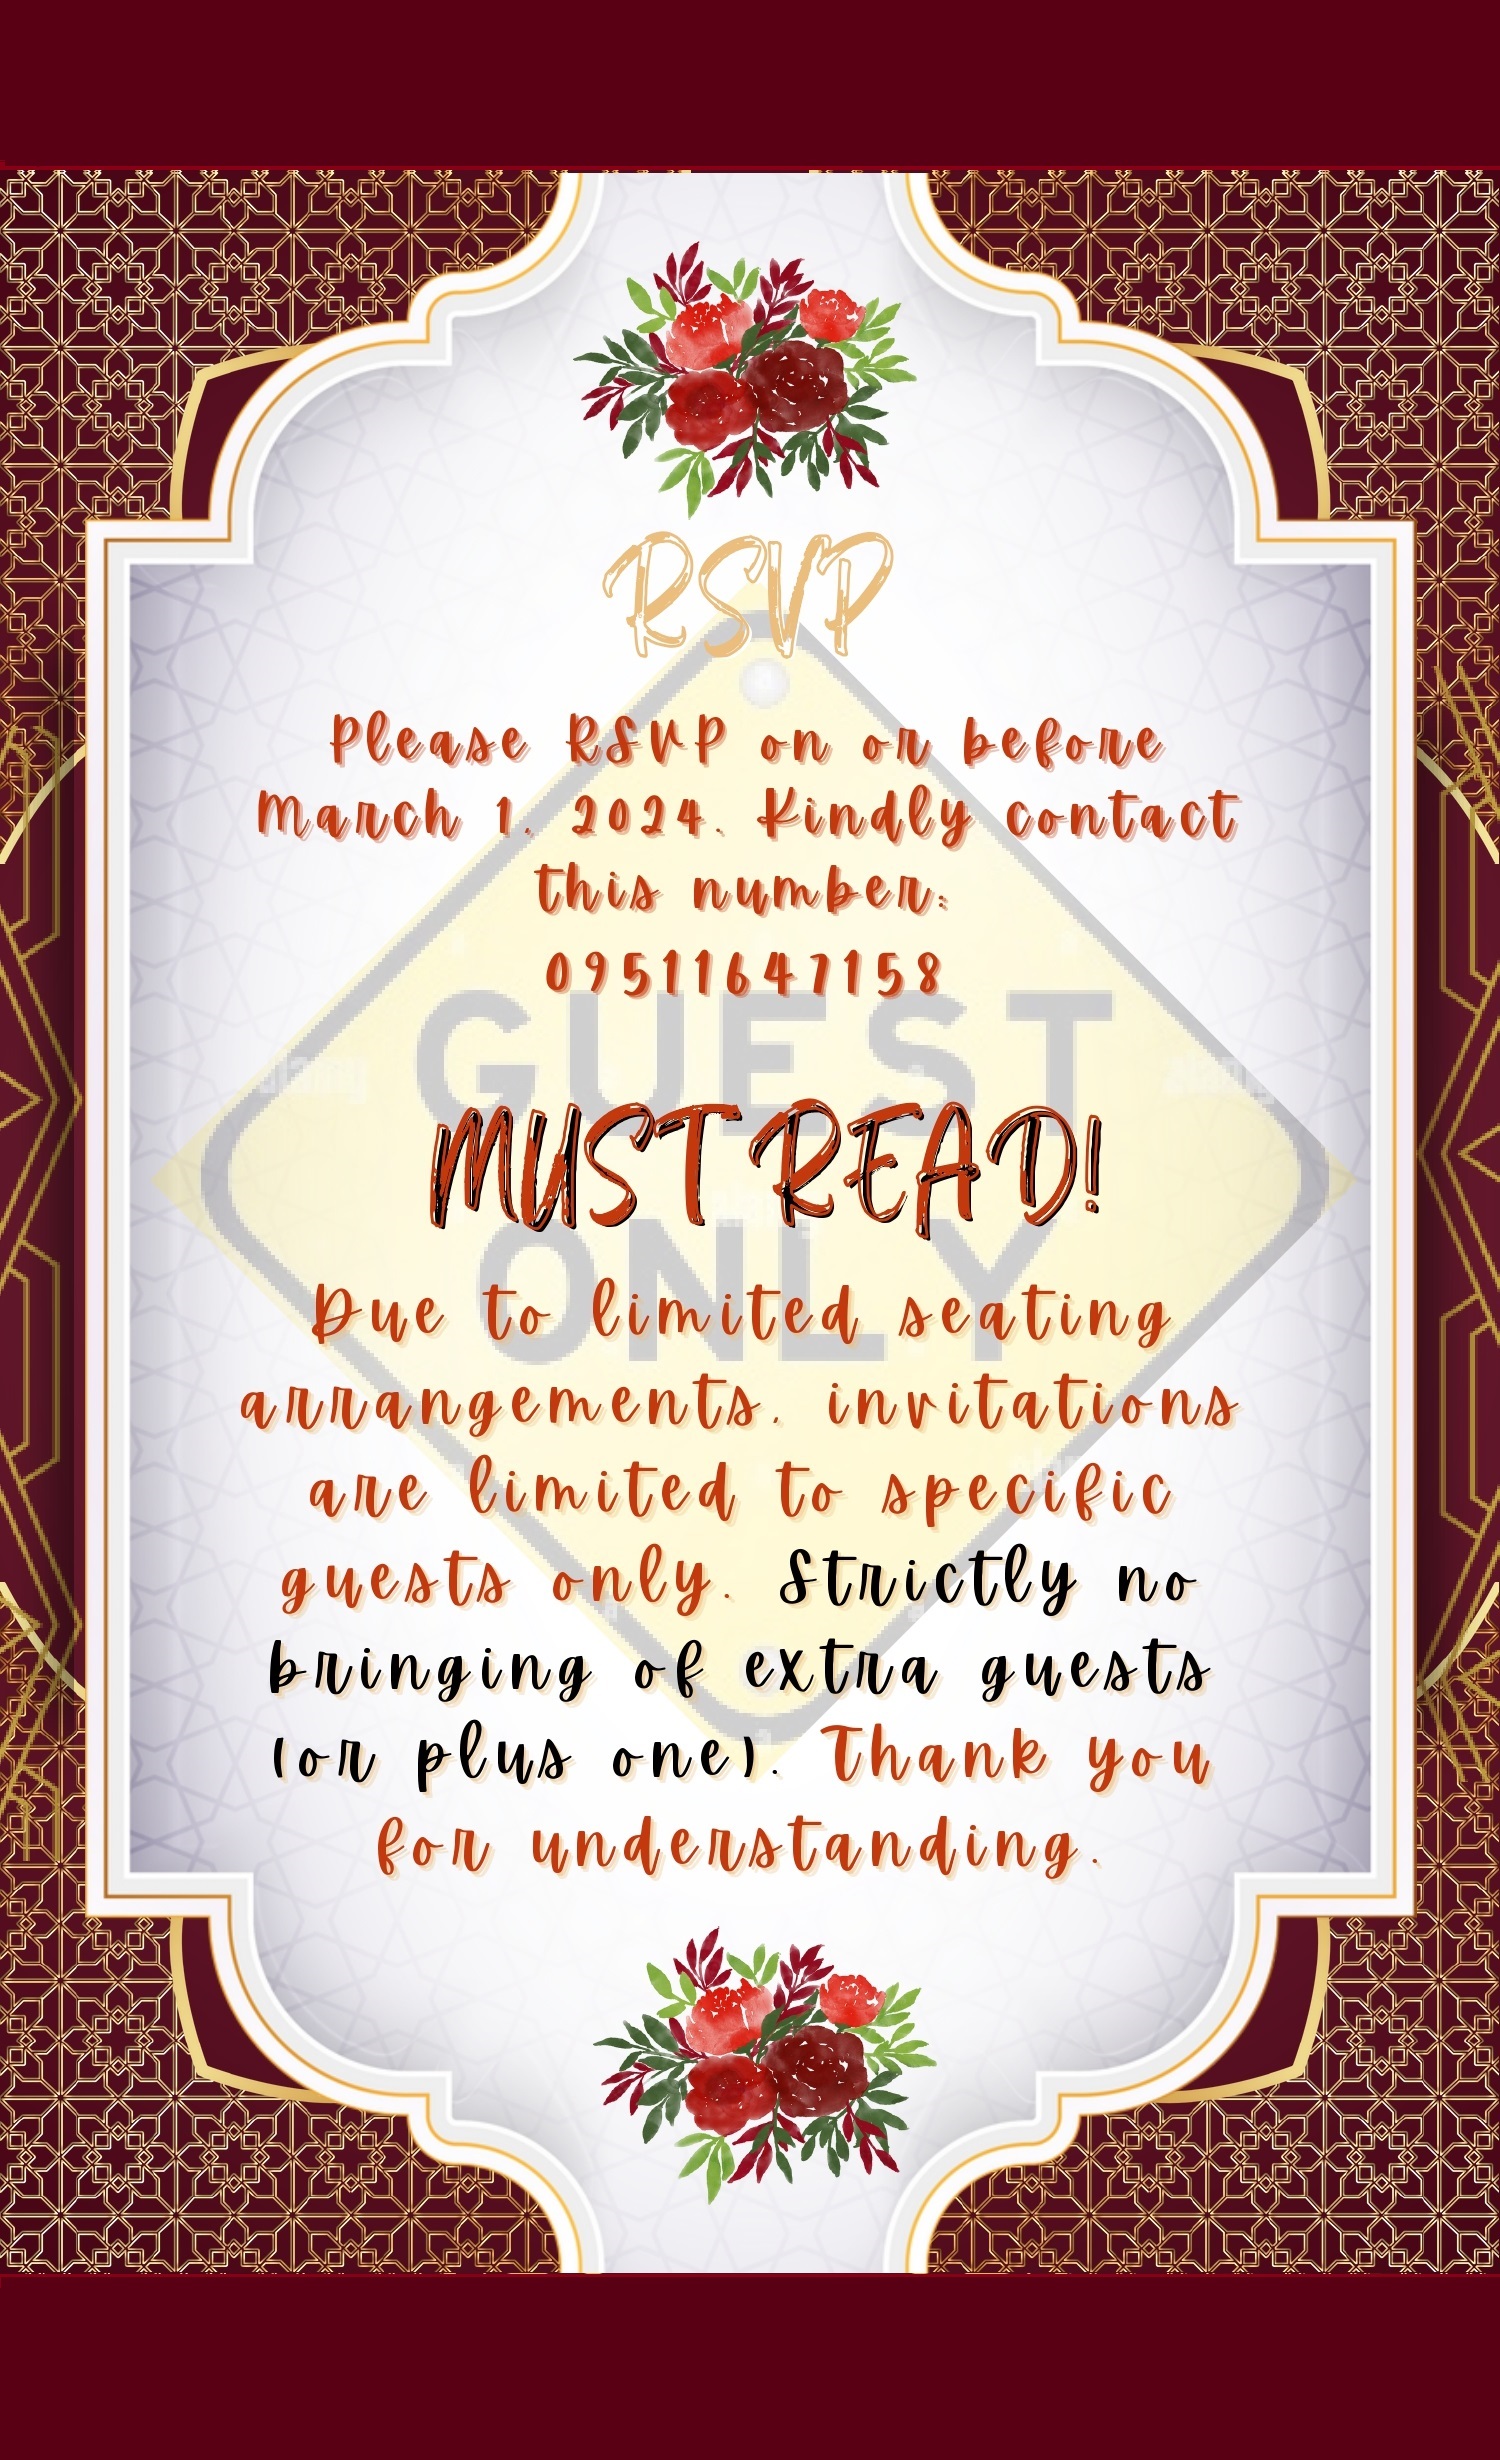 RSVP
Please RSVP on or before
March 1, 2024. Kindly contact
this number:
09511647158
GUEST
MUST READ!
ONLY
Due to limited seating
arrangements, invitations
are limited to specific
guests only. Strictly no
bringing of extra guests
(or plus one). Thank you
for understanding.